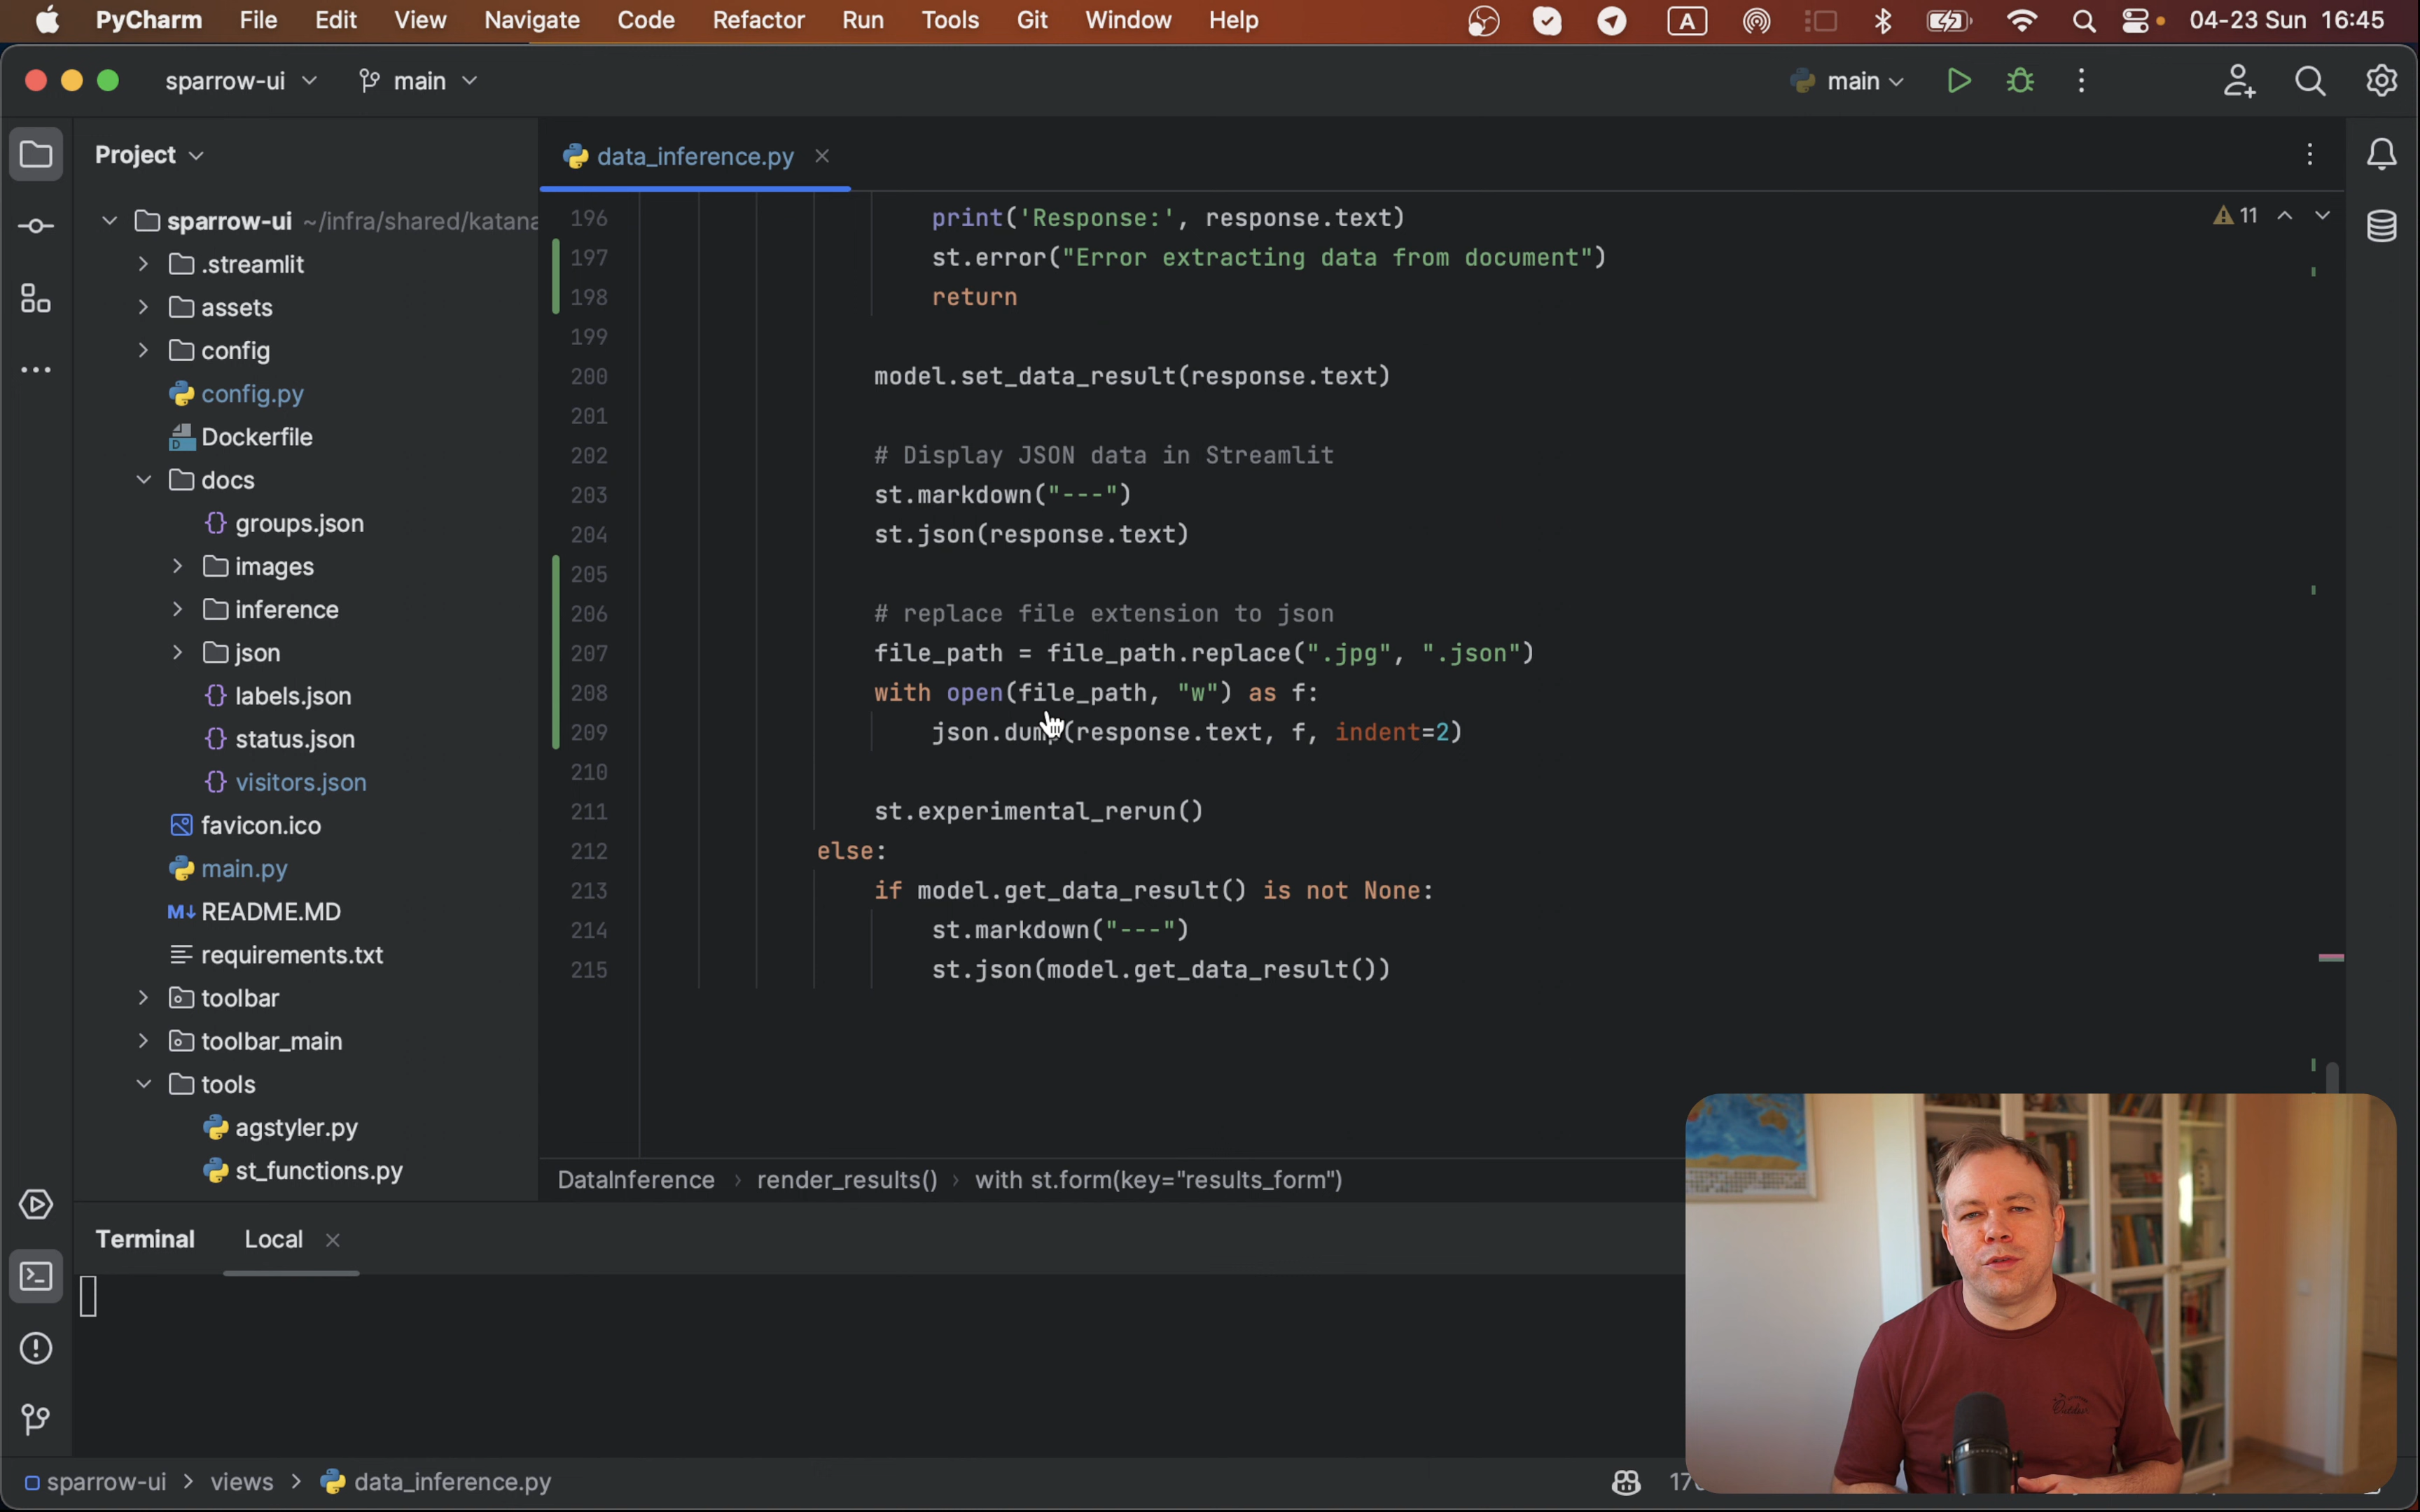 PyCharm File Edit View Navigate Code Refactor Run Tools Git Window Help A 04-23 Sun 16:45
sparrow-ui main main
Project
data_inference.py
sparrow-ui ~/infra/shared/katana
.streamlit
assets
config
config.py
Dockerfile
docs
groups.json
images
inference
json
labels.json
status.json
visitors.json
favicon.ico
main.py
README.MD
requirements.txt
toolbar
toolbar_main
tools
agstyler.py
st_functions.py
11
196 print('Response:', response.text)
197 st.error("Error extracting data from document")
198 return
199
200 model.set_data_result(response.text)
201
202 # Display JSON data in Streamlit
203 st.markdown("---")
204 st.json(response.text)
205
206 # replace file extension to json
207 file_path = file_path.replace(".jpg", ".json")
208 with open(file_path, "w") as f:
209 json.dump(response.text, f, indent=2)
210
211 st.experimental_rerun()
212 else:
213 if model.get_data_result() is not None:
214 st.markdown("---")
215 st.json(model.get_data_result())
DataInference › render_results() › with st.form(key="results_form")
Terminal Local
sparrow-ui > views > data_inference.py